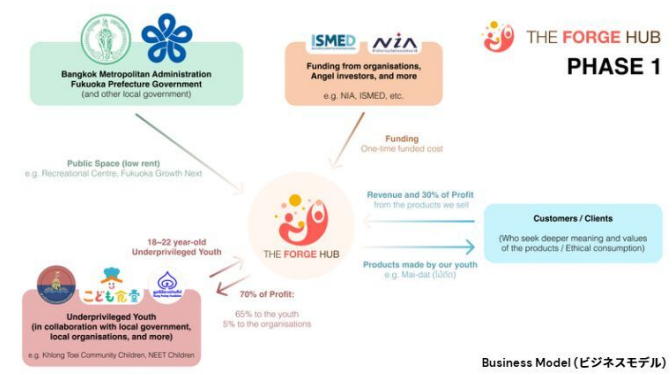 THE FORGE HUB
PHASE 1
ISMED
NIA
Bangkok Metropolitan Administration
Fukuoka Prefecture Government
(and other local government)
Funding from organisations,
Angel investors, and more
e.g. NIA, ISMED, etc.
Funding
One-time funded cost
Public Space (low rent)
e.g. Recreational Centre, Fukuoka Growth Next
Revenue and 30% of Profit
from the products we sell
Customers / Clients
(Who seek deeper meaning and values
of the products / Ethical consumption)
THE FORGE HUB
Products made by our youth
e.g. Mai-dat (ไม้ดัด)
18~22 year-old
Underprivileged Youth
70% of Profit:
65% to the youth
5% to the organisations
こども食堂
Underprivileged Youth
(in collaboration with local government,
local organisations, and more)
e.g. Khlong Toei Community Children, NEET Children
Business Model (ビジネスモデル)